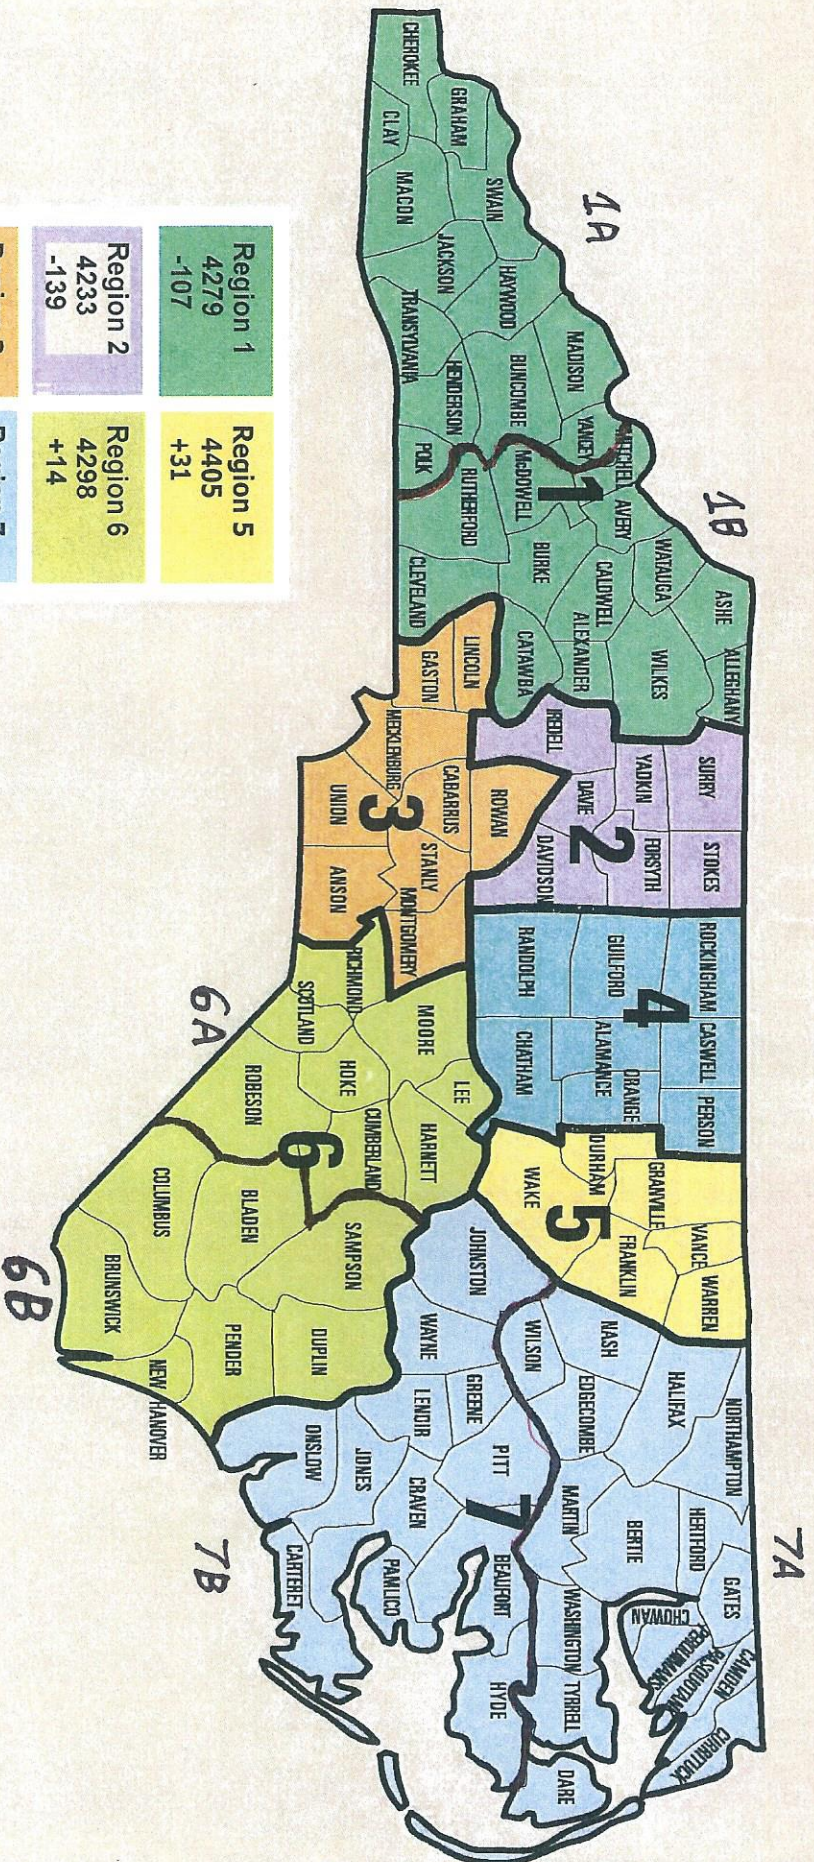 1A
1B
CHEROKEE
GRAHAM
CLAY
SWAIN
MACON
JACKSON
HAYWOOD
TRANSYLVANIA
MADISON
BUNCOMBE
HENDERSON
YANCEY
POLK
MITCHELL
AVERY
McDOWELL
RUTHERFORD
1
WATAUGA
ASHE
ALLEGHANY
WILKES
CALDWELL
BURKE
ALEXANDER
CATAWBA
CLEVELAND
LINCOLN
GASTON
MECKLENBURG
CABARRUS
ROWAN
UNION
3
STANLY
ANSON
MONTGOMERY
SURRY
STOKES
YADKIN
FORSYTH
IREDELL
DAVIE
2
DAVIDSON
ROCKINGHAM
CASWELL
PERSON
GUILFORD
4
ALAMANCE
ORANGE
RANDOLPH
CHATHAM
DURHAM
GRANVILLE
VANCE
WARREN
WAKE
5
FRANKLIN
6A
RICHMOND
SCOTLAND
MOORE
LEE
HOKE
HARNETT
CUMBERLAND
ROBESON
6
6B
COLUMBUS
BLADEN
SAMPSON
BRUNSWICK
PENDER
DUPLIN
NEW HANOVER
7A
NORTHAMPTON
HERTFORD
GATES
HALIFAX
NASH
WILSON
EDGECOMBE
BERTIE
MARTIN
CHOWAN
PERQUIMANS
PASQUOTANK
CAMDEN
CURRITUCK
WASHINGTON
TYRRELL
DARE
7
7B
JOHNSTON
WAYNE
GREENE
LENOIR
PITT
CRAVEN
JONES
ONSLOW
BEAUFORT
HYDE
PAMLICO
CARTERET
Region 1
4279
-107
Region 5
4405
+31
Region 2
4233
-139
Region 6
4298
+14